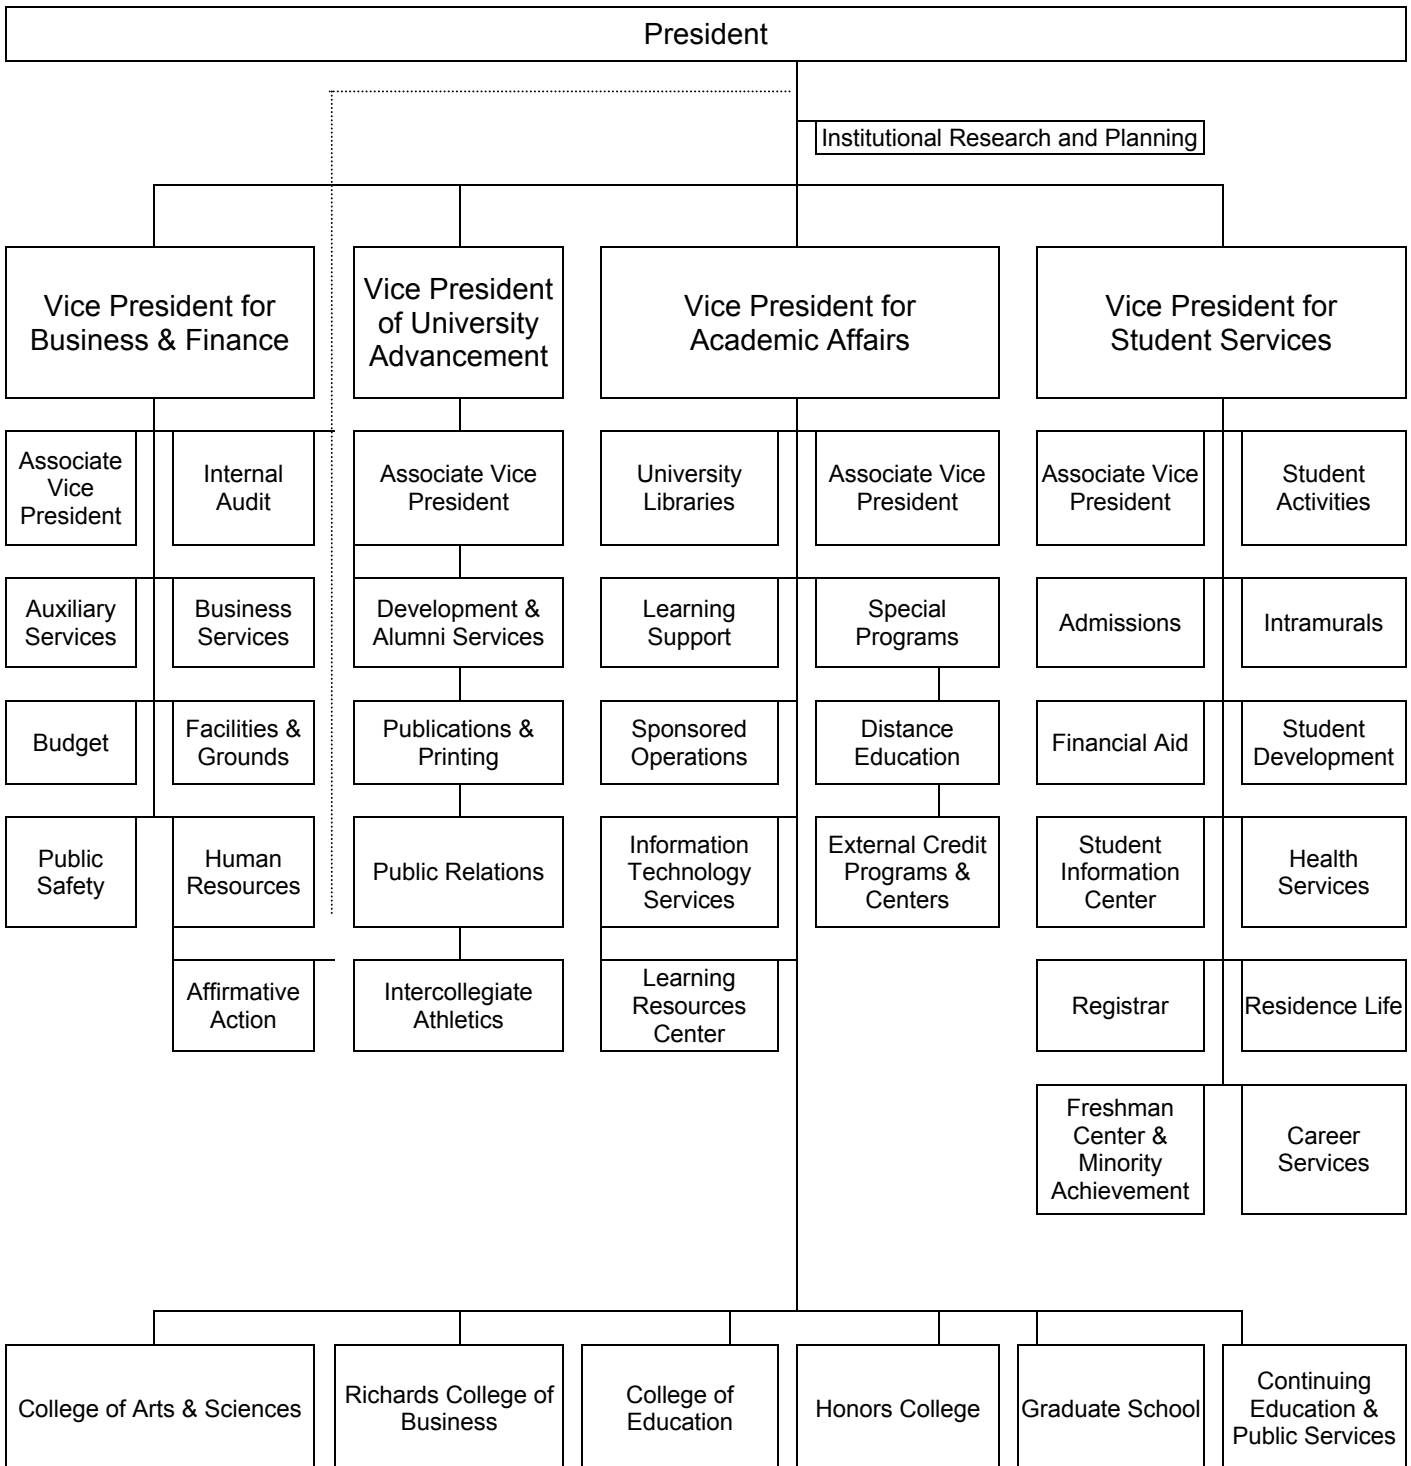 President
Institutional Research and Planning
Vice President for
Business & Finance
Vice President
of University
Advancement
Vice President for
Academic Affairs
Vice President for
Student Services
Associate
Vice
President
Internal
Audit
Associate Vice
President
University
Libraries
Associate Vice
President
Associate Vice
President
Student
Activities
Auxiliary
Services
Business
Services
Development &
Alumni Services
Learning
Support
Special
Programs
Admissions
Intramurals
Budget
Facilities &
Grounds
Publications &
Printing
Sponsored
Operations
Distance
Education
Financial Aid
Student
Development
Public
Safety
Human
Resources
Public Relations
Information
Technology
Services
External Credit
Programs &
Centers
Student
Information
Center
Health
Services
Affirmative
Action
Intercollegiate
Athletics
Learning
Resources
Center
Registrar
Residence Life
Freshman
Center &
Minority
Achievement
Career
Services
College of Arts & Sciences
Richards College of
Business
College of
Education
Honors College
Graduate School
Continuing
Education &
Public Services